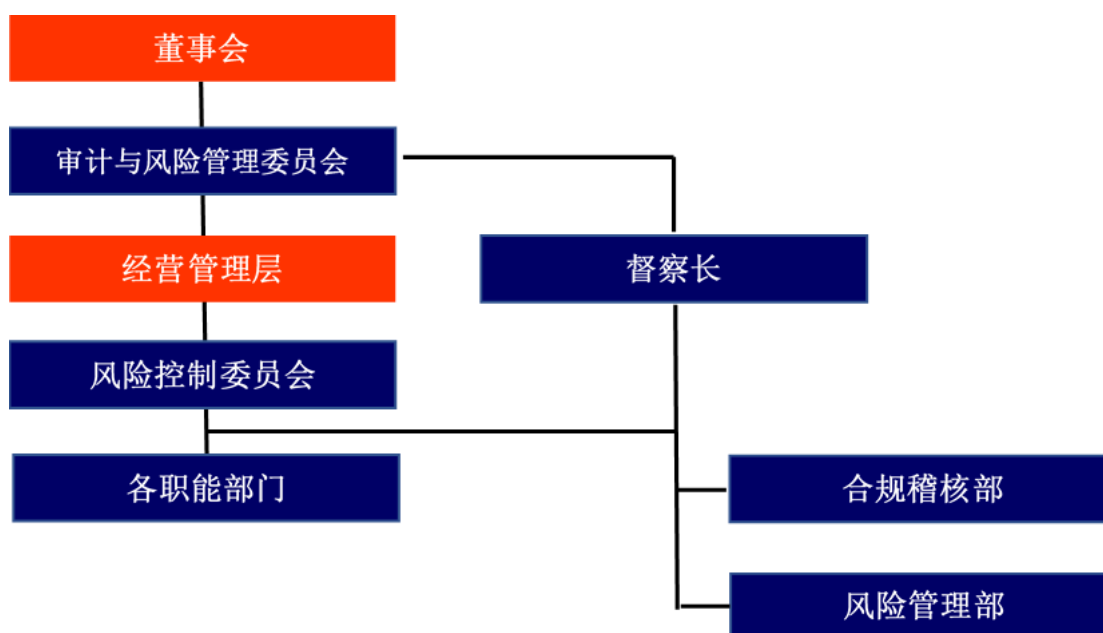 董事会
审计与风险管理委员会
经营管理层
督察长
风险控制委员会
各职能部门
合规稽核部
风险管理部